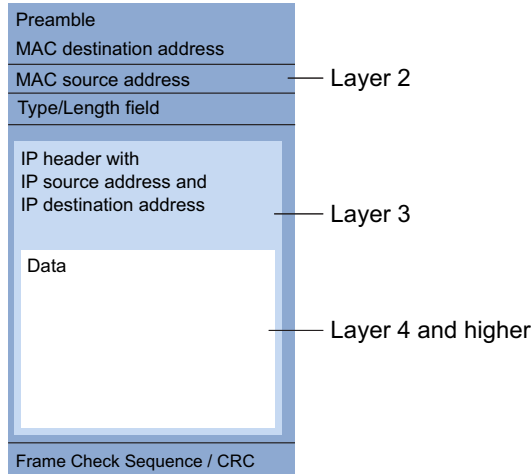 Preamble
MAC destination address
MAC source address
Layer 2
Type/Length field
IP header with
IP source address and
IP destination address
Layer 3
Data
Layer 4 and higher
Frame Check Sequence / CRC